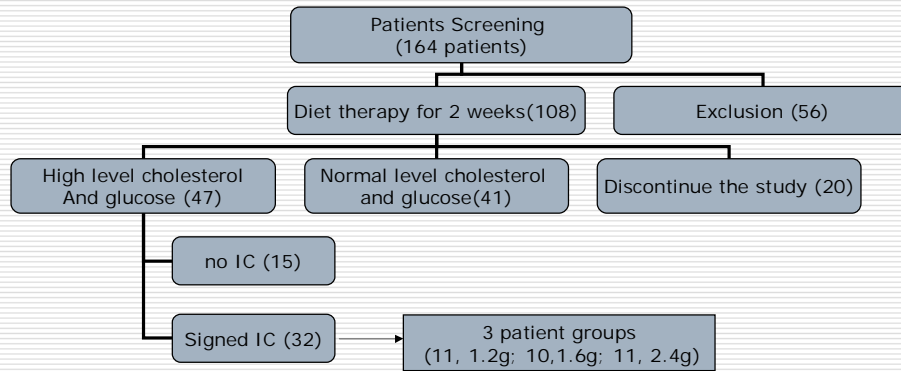 Patients Screening
(164 patients)
Diet therapy for 2 weeks(108)
Exclusion (56)
High level cholesterol
And glucose (47)
Normal level cholesterol
and glucose(41)
Discontinue the study (20)
no IC (15)
Signed IC (32)
3 patient groups
(11, 1.2g; 10,1.6g; 11, 2.4g)